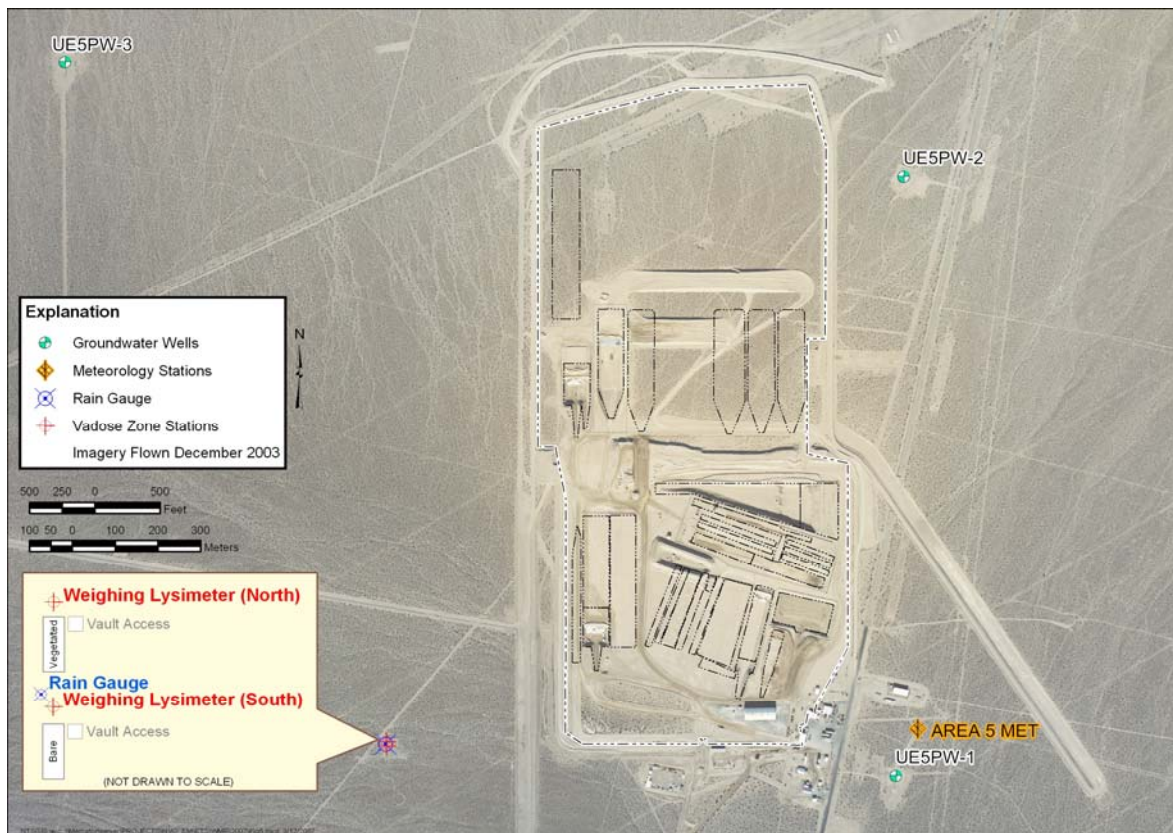 UE5PW-3
UE5PW-2
Explanation
Groundwater Wells
Meteorology Stations
Rain Gauge
Vadose Zone Stations
Imagery Flown December 2003
N
500 250 0 500
Feet
100 50 0 100 200 300
Meters
Weighing Lysimeter (North)
Vault Access
Vegetated
Rain Gauge
Weighing Lysimeter (South)
Vault Access
Bare
(NOT DRAWN TO SCALE)
AREA 5 MET
UE5PW-1